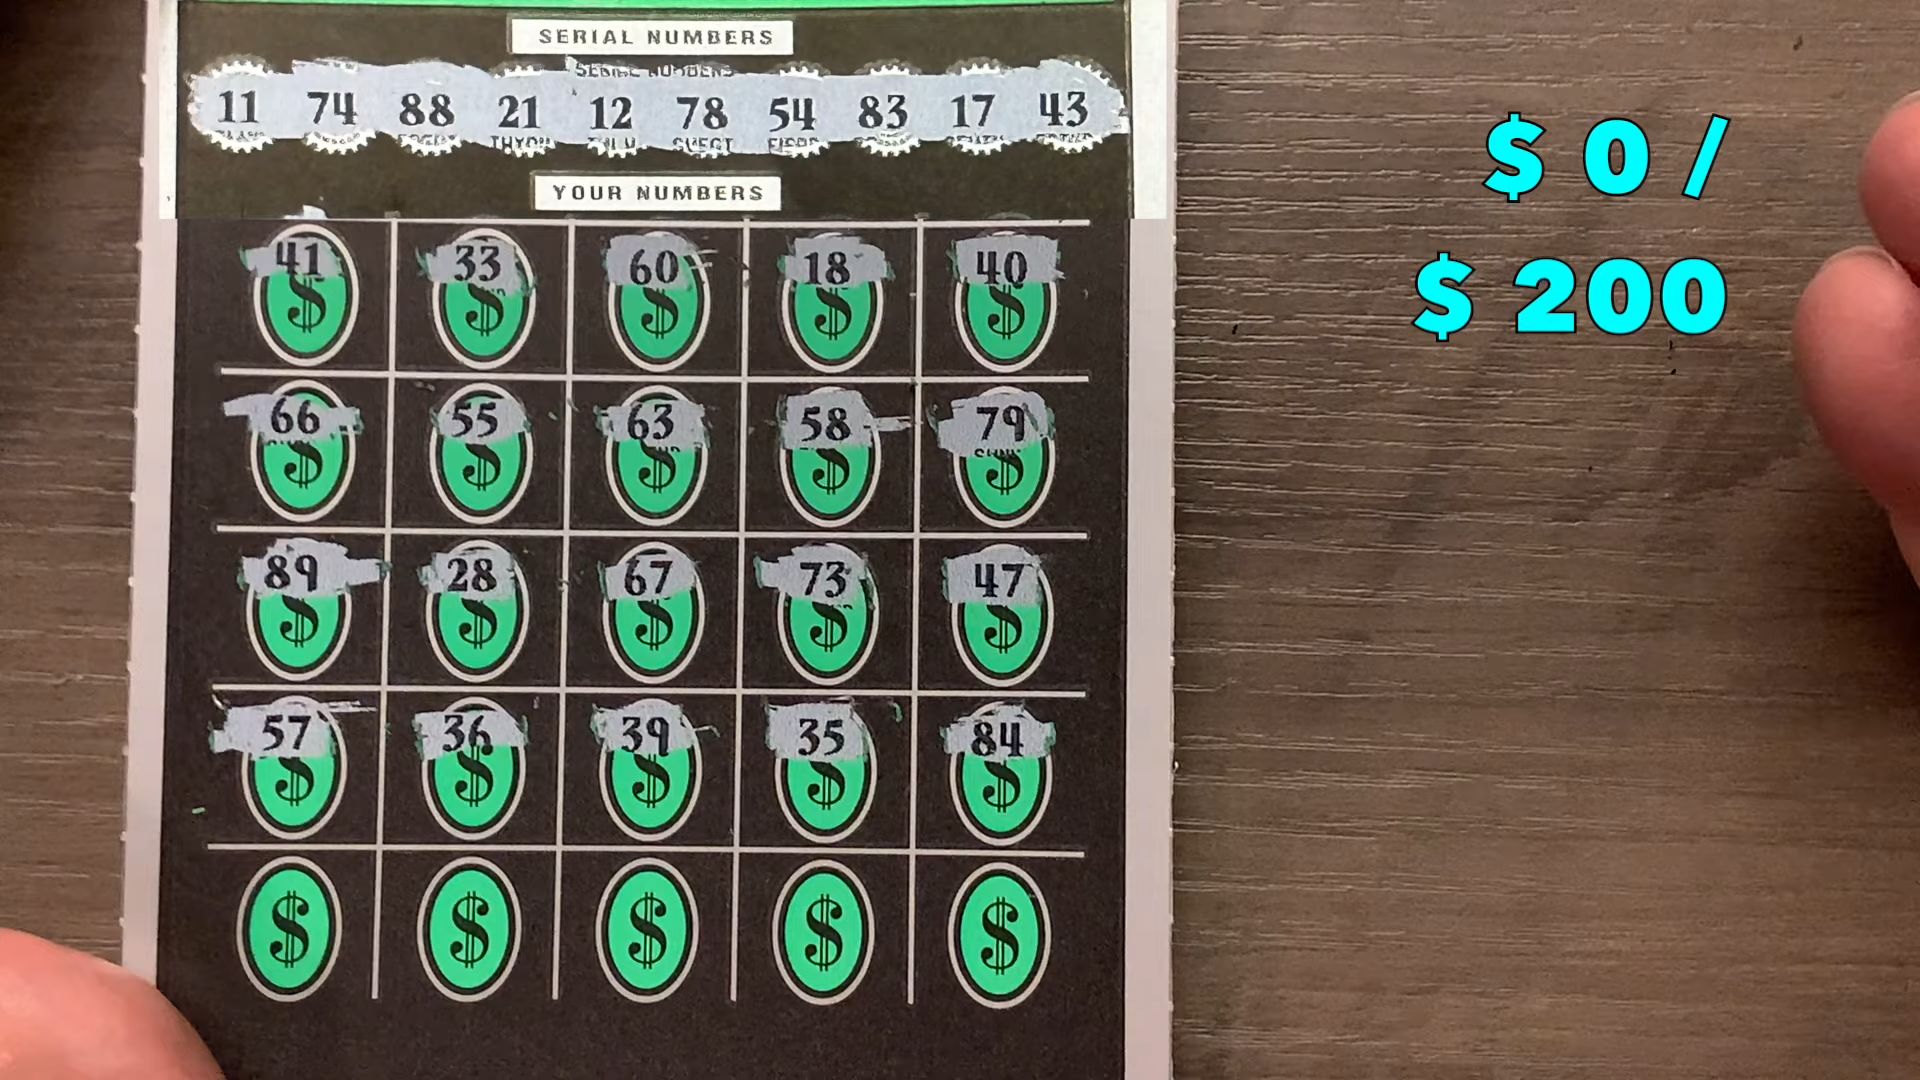 SERIAL NUMBERS
11 74 88 21 12 78 54 83 17 43
YOUR NUMBERS
41 33 60 18 40
$ $ $ $ $
66 55 63 58 79
$ $ $ $ $
89 28 67 73 47
$ $ $ $ $
57 36 39 35 84
$ $ $ $ $
$ $ $ $ $
$ 0 /
$ 200